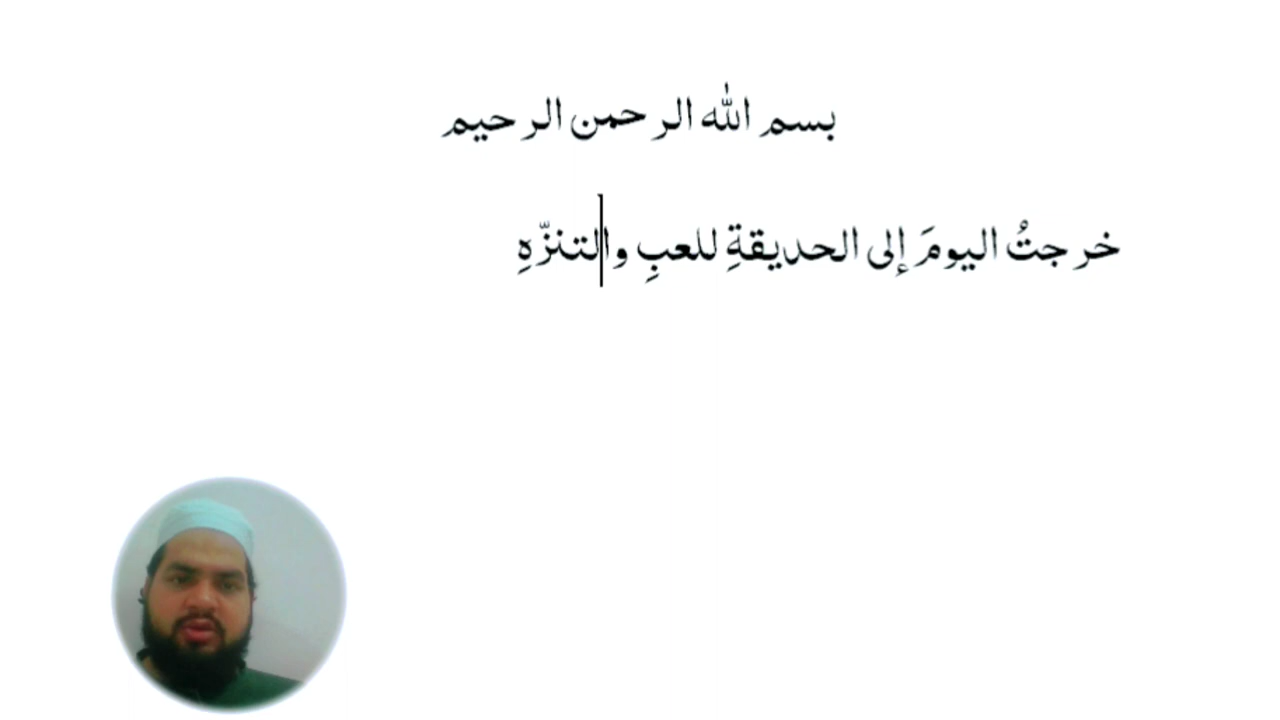 بسم الله الرحمن الرحيم
خرجتُ اليومَ إلى الحديقةِ للعبِ والتنزّهِ